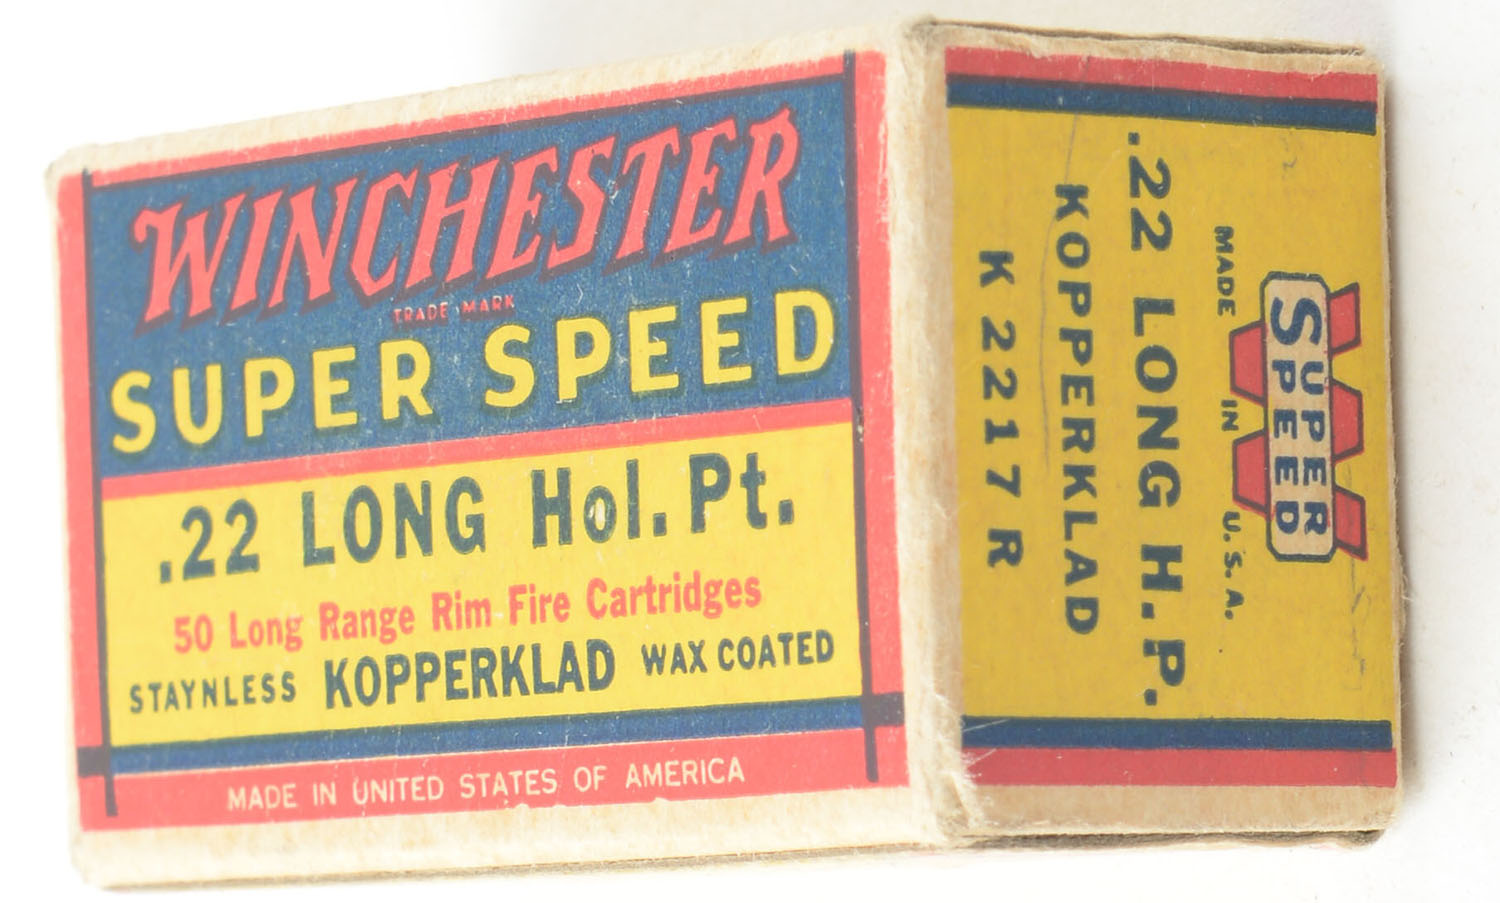 WINCHESTER
TRADE MARK
SUPER SPEED
.22 LONG Hol. Pt.
50 Long Range Rim Fire Cartridges
STAYNLESS KOPPERKLAD WAX COATED
MADE IN UNITED STATES OF AMERICA
W
SUPER
SPEED
MADE IN U.S.A.
.22 LONG H.P.
KOPPERKLAD
K2217R